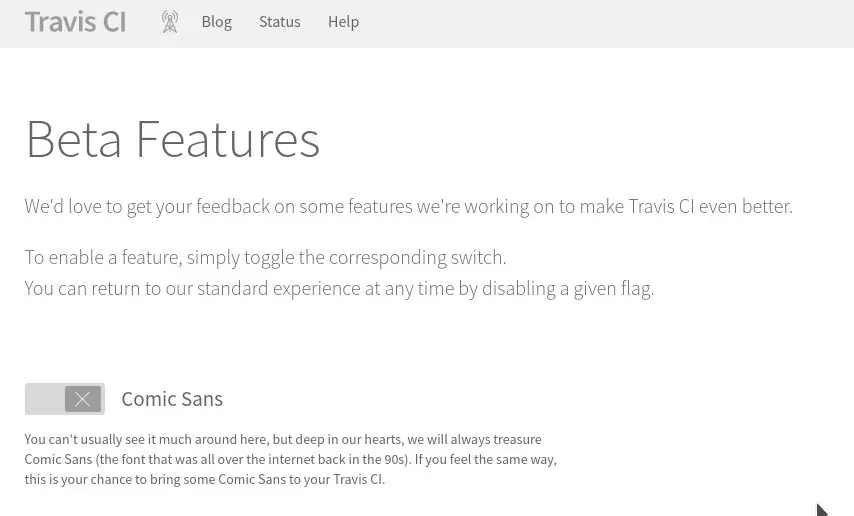 Travis CI Blog Status Help
Beta Features
We'd love to get your feedback on some features we're working on to make Travis CI even better.
To enable a feature, simply toggle the corresponding switch.
You can return to our standard experience at any time by disabling a given flag.
Comic Sans
You can't usually see it much around here, but deep in our hearts, we will always treasure
Comic Sans (the font that was all over the internet back in the 90s). If you feel the same way,
this is your chance to bring some Comic Sans to your Travis CI.